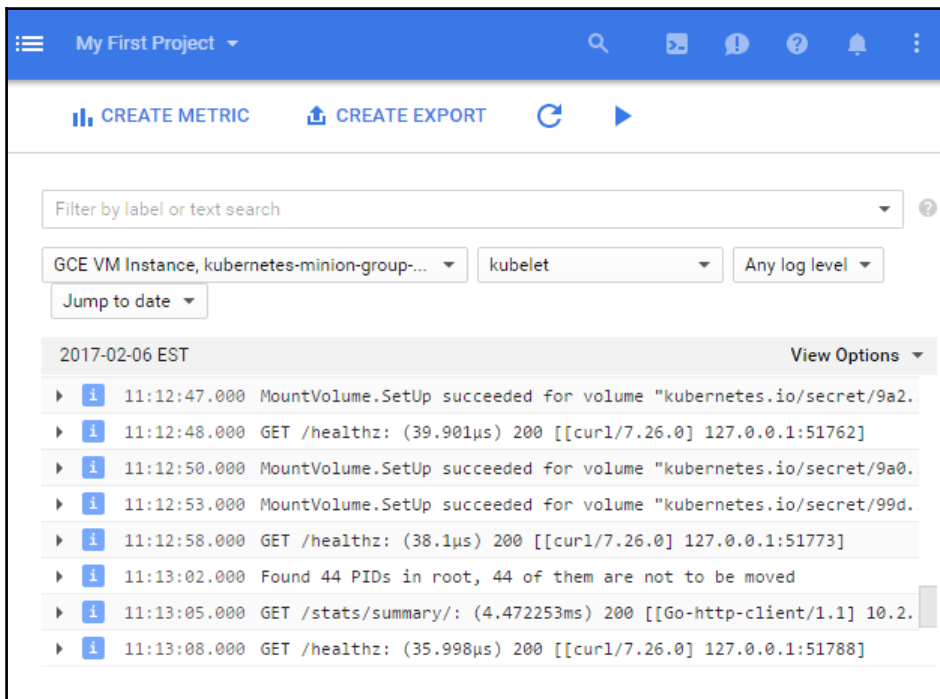 My First Project
CREATE METRIC CREATE EXPORT
Filter by label or text search
GCE VM Instance, kubernetes-minion-group-... kubelet Any log level
Jump to date
2017-02-06 EST View Options
i 11:12:47.000 MountVolume.SetUp succeeded for volume "kubernetes.io/secret/9a2.
i 11:12:48.000 GET /healthz: (39.901µs) 200 [[curl/7.26.0] 127.0.0.1:51762]
i 11:12:50.000 MountVolume.SetUp succeeded for volume "kubernetes.io/secret/9a0.
i 11:12:53.000 MountVolume.SetUp succeeded for volume "kubernetes.io/secret/99d.
i 11:12:58.000 GET /healthz: (38.1µs) 200 [[curl/7.26.0] 127.0.0.1:51773]
i 11:13:02.000 Found 44 PIDs in root, 44 of them are not to be moved
i 11:13:05.000 GET /stats/summary/: (4.472253ms) 200 [[Go-http-client/1.1] 10.2.
i 11:13:08.000 GET /healthz: (35.998µs) 200 [[curl/7.26.0] 127.0.0.1:51788]